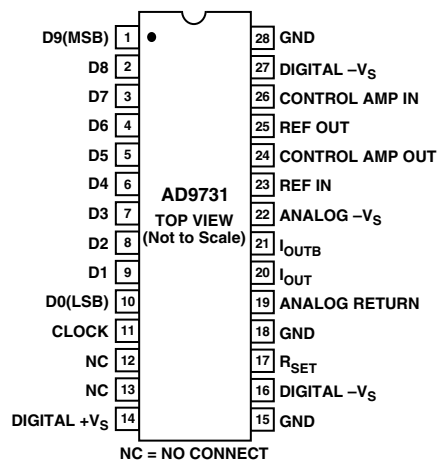 D9(MSB) 1 28 GND
D8 2 27 DIGITAL –VS
D7 3 26 CONTROL AMP IN
D6 4 25 REF OUT
D5 5 24 CONTROL AMP OUT
D4 6 23 REF IN
AD9731
D3 7 22 ANALOG –VS
TOP VIEW
(Not to Scale)
D2 8 21 IOUTB
D1 9 20 IOUT
D0(LSB) 10 19 ANALOG RETURN
CLOCK 11 18 GND
NC 12 17 RSET
NC 13 16 DIGITAL –VS
DIGITAL +VS 14 15 GND
NC = NO CONNECT